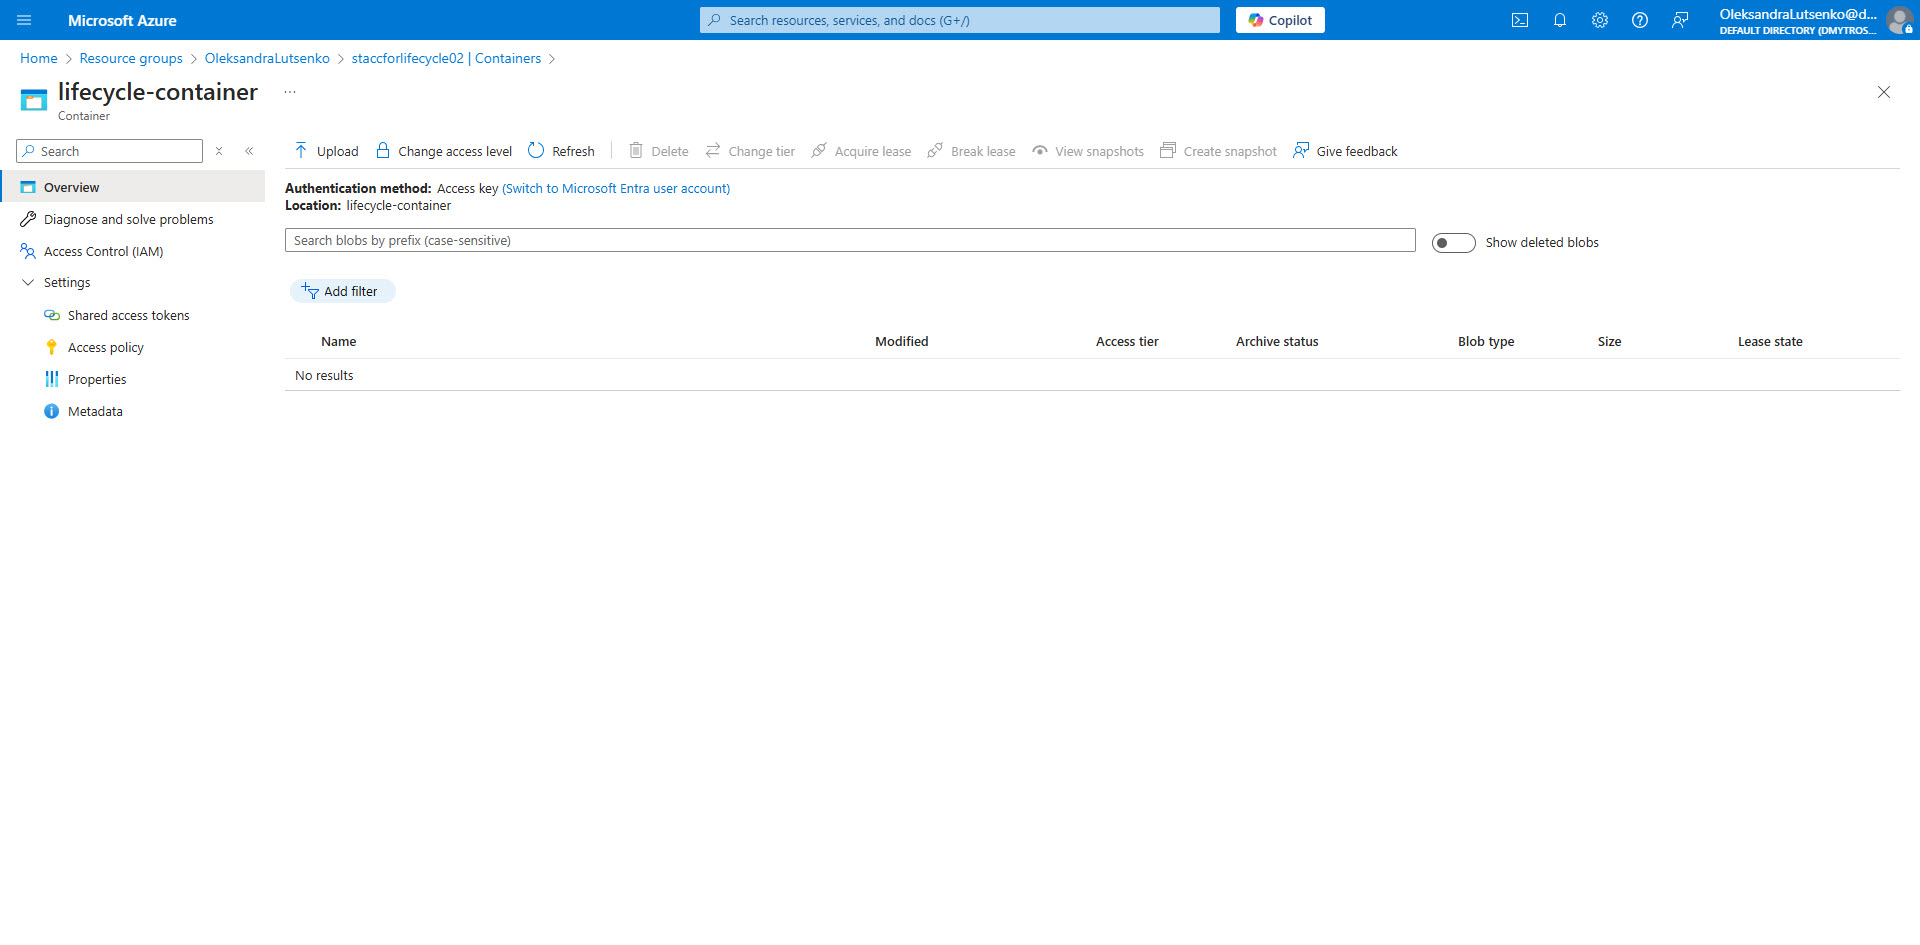 Microsoft Azure
Search resources, services, and docs (G+/)
Copilot
OleksandraLutsenko@d...
DEFAULT DIRECTORY (DMYTROS...
Home > Resource groups > OleksandraLutsenko > staccforlifecycle02 | Containers >
lifecycle-container ...
Container
Search
Overview
Diagnose and solve problems
Access Control (IAM)
Settings
Shared access tokens
Access policy
Properties
Metadata
Upload Change access level Refresh Delete Change tier Acquire lease Break lease View snapshots Create snapshot Give feedback
Authentication method: Access key (Switch to Microsoft Entra user account)
Location: lifecycle-container
Search blobs by prefix (case-sensitive)
Show deleted blobs
Add filter
Name Modified Access tier Archive status Blob type Size Lease state
No results